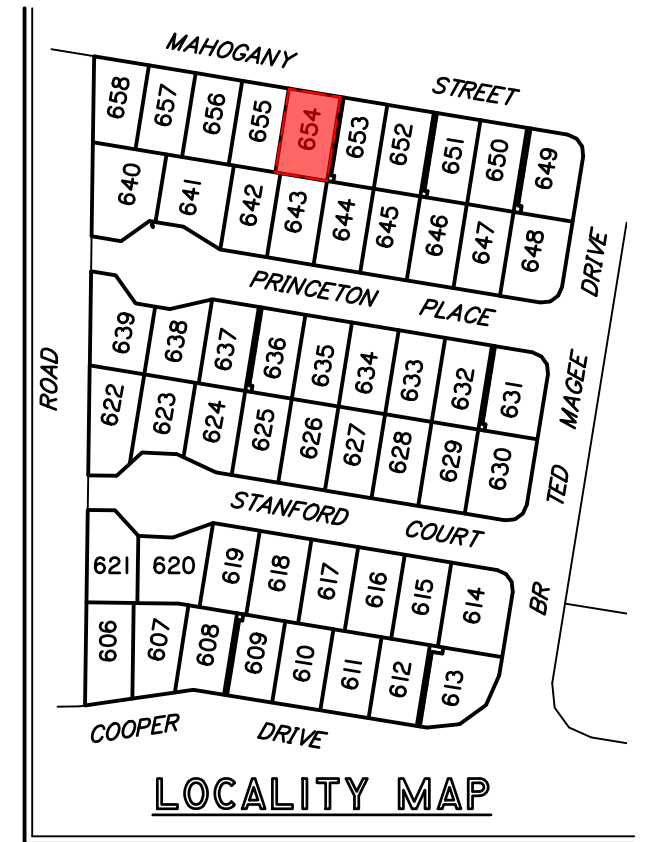 MAHOGANY STREET
658 657 656 655 654 653 652 651 650 649
640 641 642 643 644 645 646 647 648
PRINCETON PLACE
639 638 637 636 635 634 633 632 631
622 623 624 625 626 627 628 629 630
STANFORD COURT
621 620 619 618 617 616 615 614
606 607 608 609 610 611 612 613
COOPER DRIVE
ROAD
BR TED MAGEE DRIVE
LOCALITY MAP